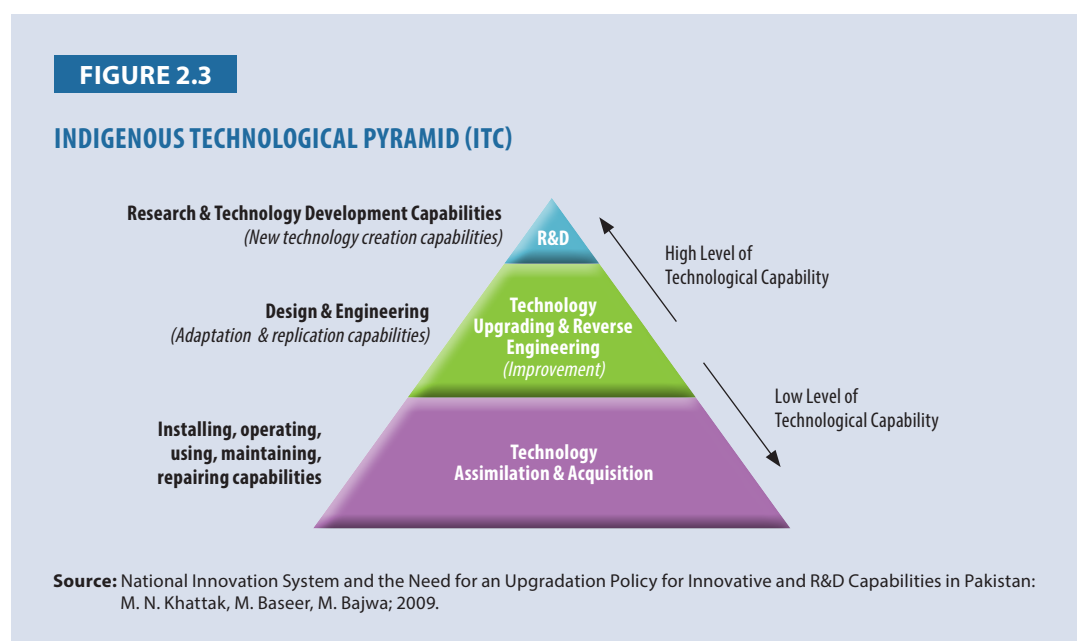 FIGURE 2.3
INDIGENOUS TECHNOLOGICAL PYRAMID (ITC)
Research & Technology Development Capabilities
(New technology creation capabilities)
R&D
High Level of
Technological Capability
Design & Engineering
(Adaptation & replication capabilities)
Technology
Upgrading & Reverse
Engineering
(Improvement)
Low Level of
Technological Capability
Installing, operating,
using, maintaining,
repairing capabilities
Technology
Assimilation & Acquisition
Source: National Innovation System and the Need for an Upgradation Policy for Innovative and R&D Capabilities in Pakistan:
M. N. Khattak, M. Baseer, M. Bajwa; 2009.